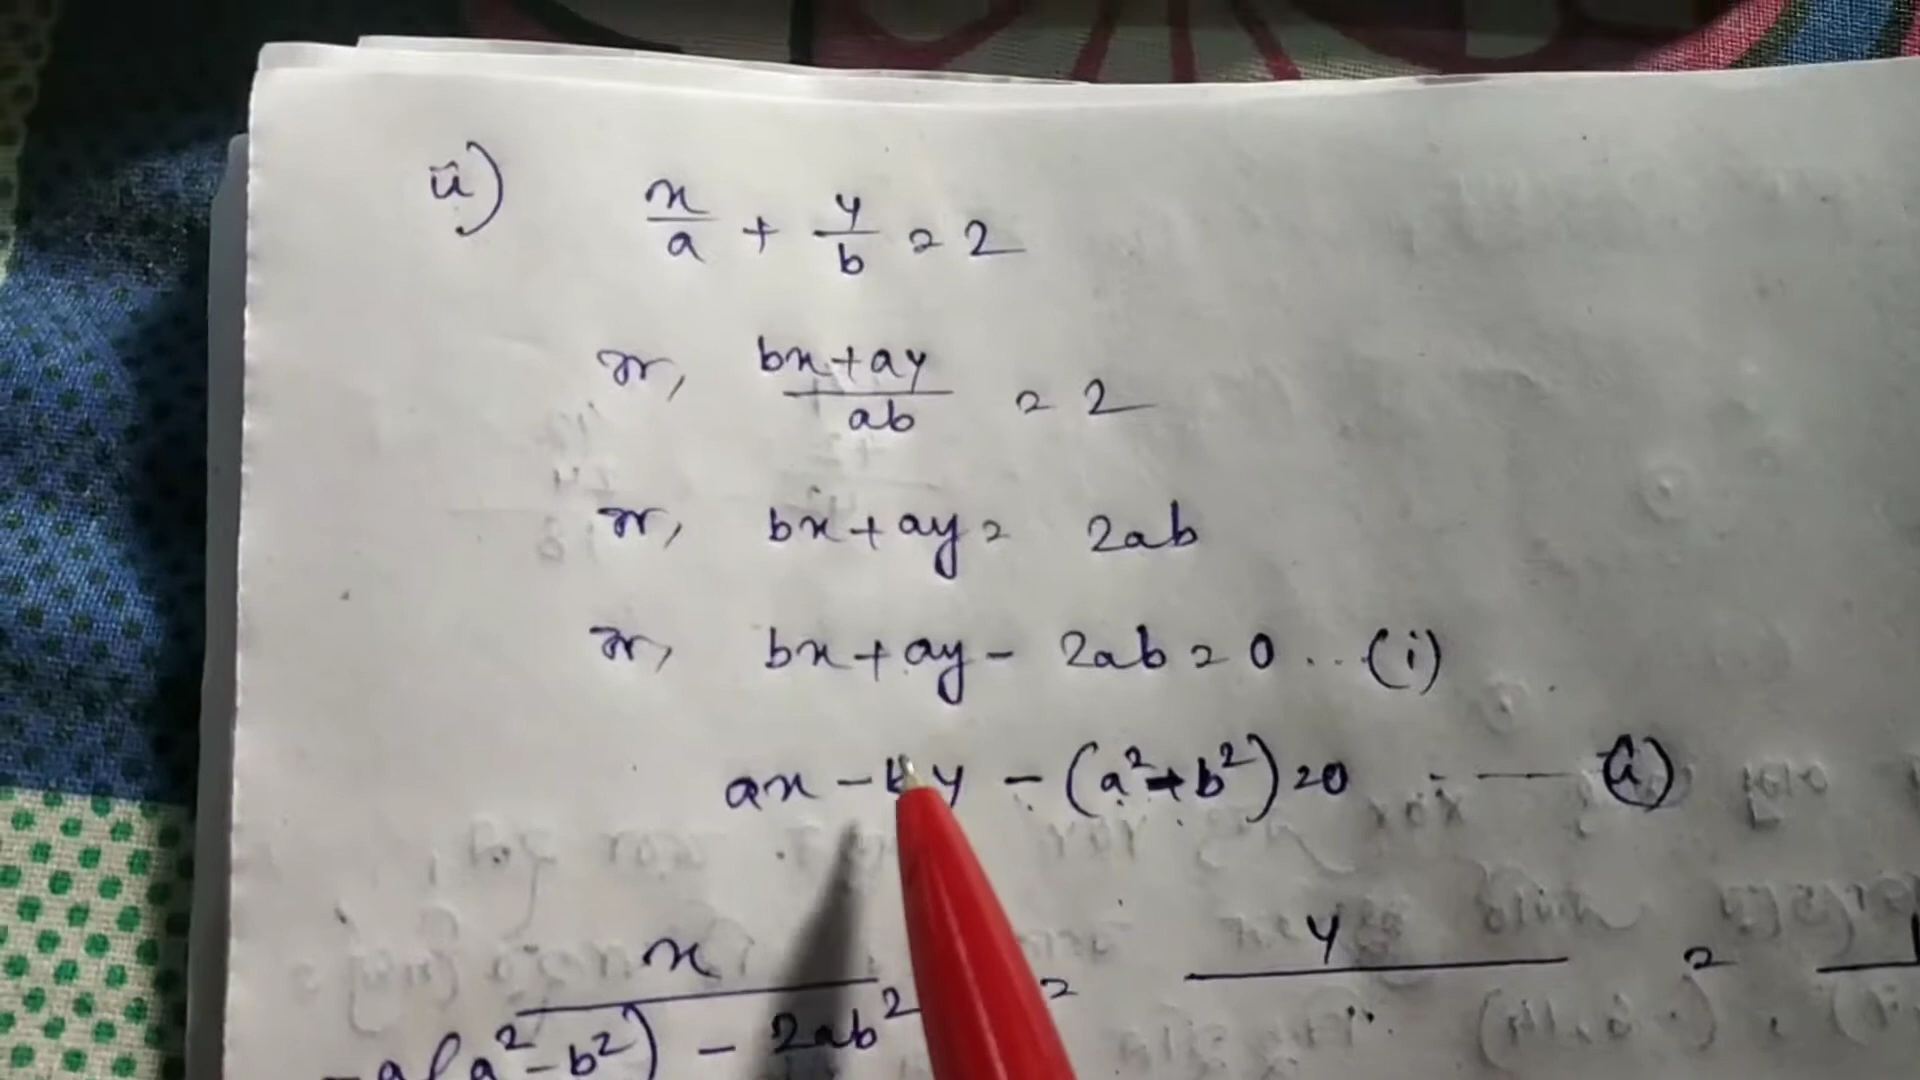 ii) x/a + y/b = 2
or, bx+ay/ab = 2
or, bx+ay = 2ab
or, bx+ay - 2ab = 0 .. (i)
ax - by - (a²-b²) = 0 - — (ii)
x/-a(a²-b²) - 2ab² = y/ =